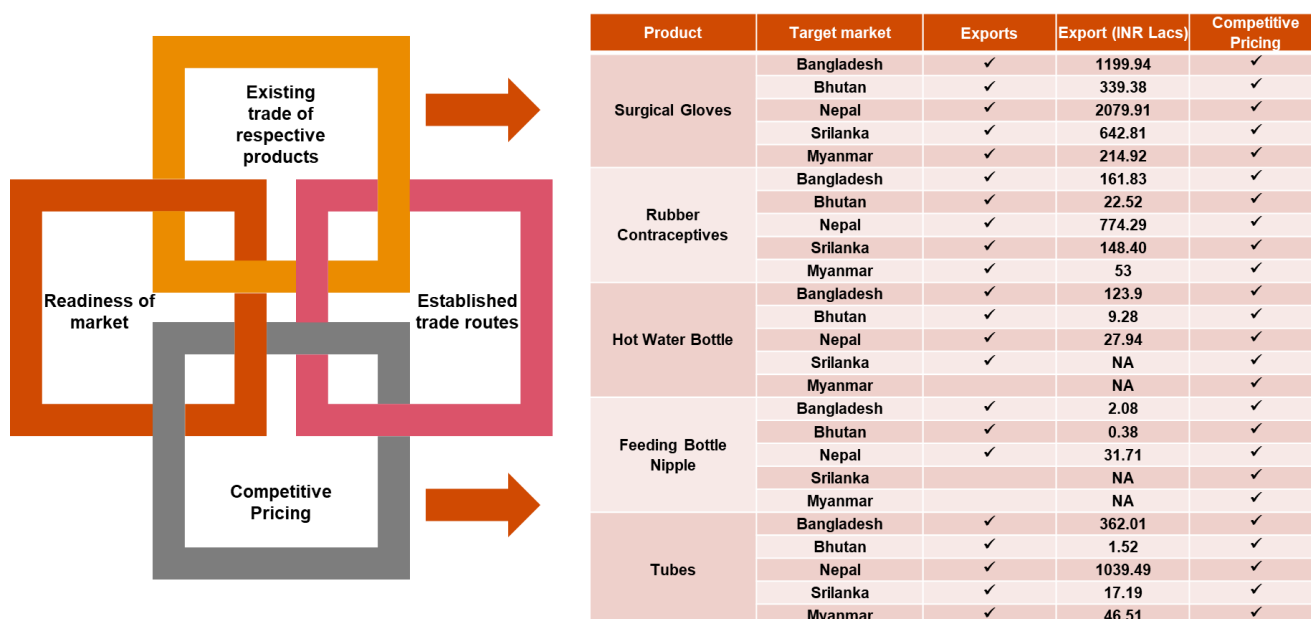 Existing
trade of
respective
products
Readiness of
market
Established
trade routes
Competitive
Pricing
Product Target market Exports Export (INR Lacs) Competitive Pricing
Surgical Gloves
Bangladesh ✓ 1199.94 ✓
Bhutan ✓ 339.38 ✓
Nepal ✓ 2079.91 ✓
Srilanka ✓ 642.81 ✓
Myanmar ✓ 214.92 ✓
Rubber
Contraceptives
Bangladesh ✓ 161.83 ✓
Bhutan ✓ 22.52 ✓
Nepal ✓ 774.29 ✓
Srilanka ✓ 148.40 ✓
Myanmar ✓ 53 ✓
Hot Water Bottle
Bangladesh ✓ 123.9 ✓
Bhutan ✓ 9.28 ✓
Nepal ✓ 27.94 ✓
Srilanka ✓ NA ✓
Myanmar NA ✓
Feeding Bottle
Nipple
Bangladesh ✓ 2.08 ✓
Bhutan ✓ 0.38 ✓
Nepal ✓ 31.71 ✓
Srilanka NA ✓
Myanmar NA ✓
Tubes
Bangladesh ✓ 362.01 ✓
Bhutan ✓ 1.52 ✓
Nepal ✓ 1039.49 ✓
Srilanka ✓ 17.19 ✓
Myanmar ✓ 46.51 ✓